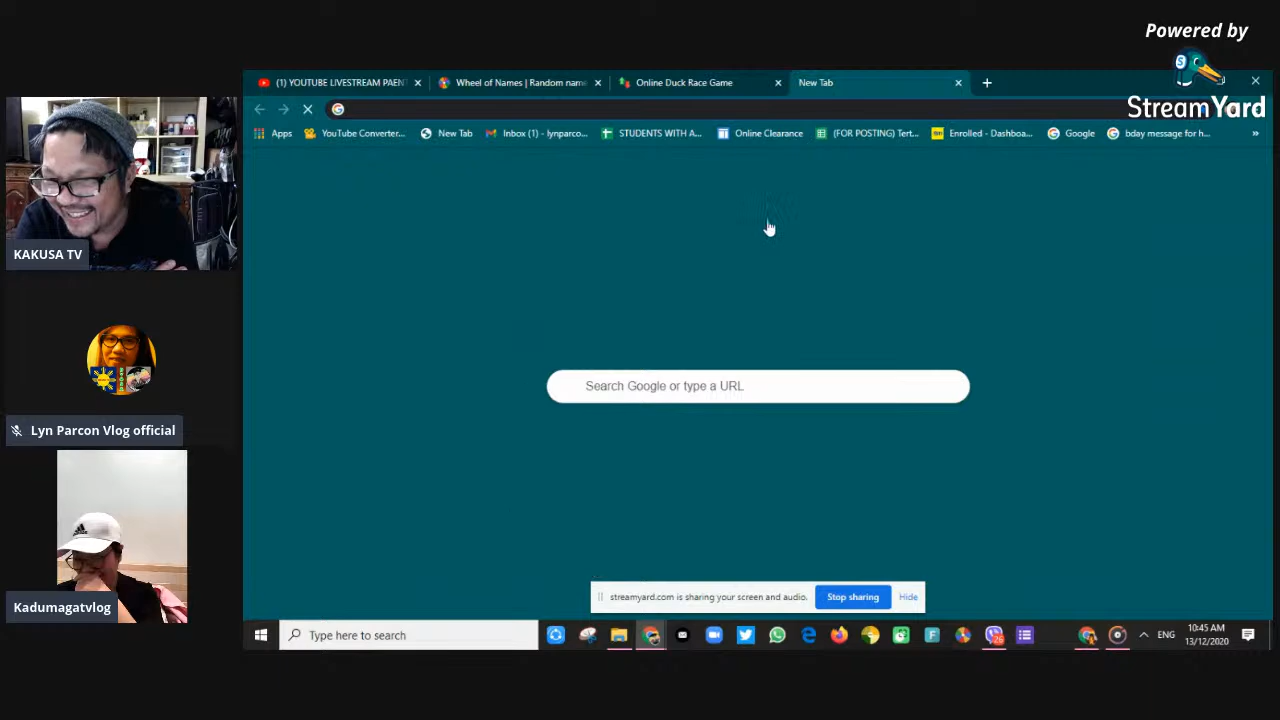 Powered by
StreamYard
(1) YOUTUBE LIVESTREAM PAEN
Wheel of Names | Random name
Online Duck Race Game
New Tab
Apps
YouTube Converter...
New Tab
Inbox (1) - lynparco...
STUDENTS WITH A...
Online Clearance
(FOR POSTING) Tert...
Enrolled - Dashboa...
Google
bday message for h...
»
KAKUSA TV
Search Google or type a URL
Lyn Parcon Vlog official
Kadumagatvlog
streamyard.com is sharing your screen and audio.
Stop sharing
Hide
Type here to search
ENG
10:45 AM
13/12/2020